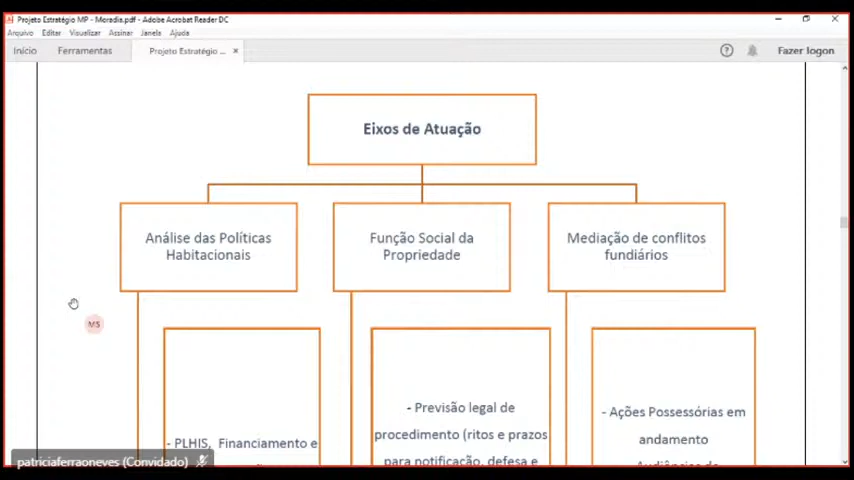 Projeto Estratégio MP - Moradia.pdf - Adobe Acrobat Reader DC
Arquivo Editar Visualizar Assinar Janela Ajuda
Início Ferramentas Projeto Estratégio ... × Fazer logon
Eixos de Atuação
Análise das Políticas
Habitacionais
Função Social da
Propriedade
Mediação de conflitos
fundiários
MS
- PLHIS, Financiamento e
- Previsão legal de
procedimento (ritos e prazos
para notificação, defesa e
- Ações Possessórias em
andamento
patriciaferraoneves (Convidado)